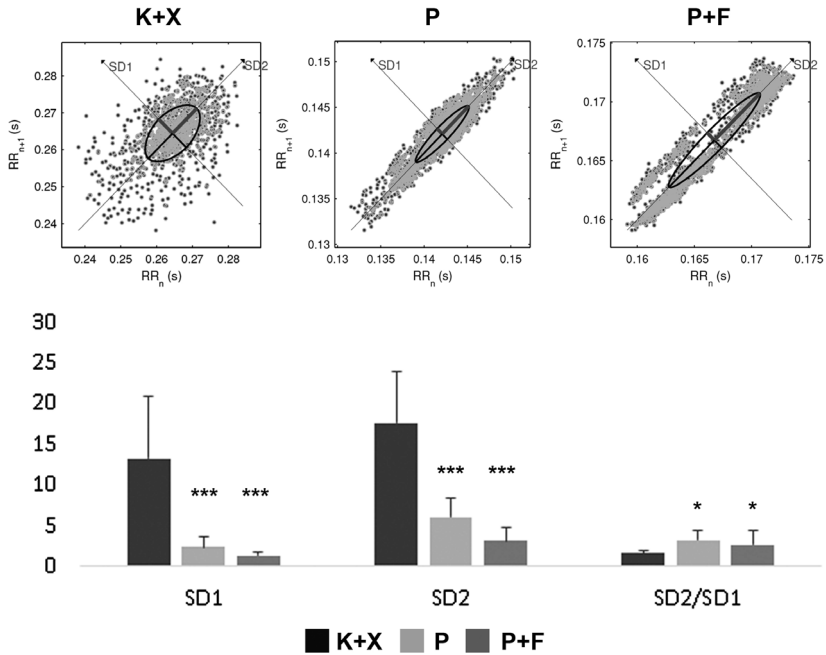 K+X P P+F
SD1 SD2
0.28
0.27
0.26
0.25
0.24
RRn+1 (s)
0.24 0.25 0.26 0.27 0.28
RRn (s)
SD1 SD2
0.15
0.145
0.14
0.135
0.13
RRn+1 (s)
0.13 0.135 0.14 0.145 0.15
RRn (s)
SD1 SD2
0.175
0.17
0.165
0.16
RRn+1 (s)
0.16 0.165 0.17 0.175
RRn (s)
30
25
20
15
10
5
0
*** ***
*** ***
* *
SD1 SD2 SD2/SD1
K+X P P+F